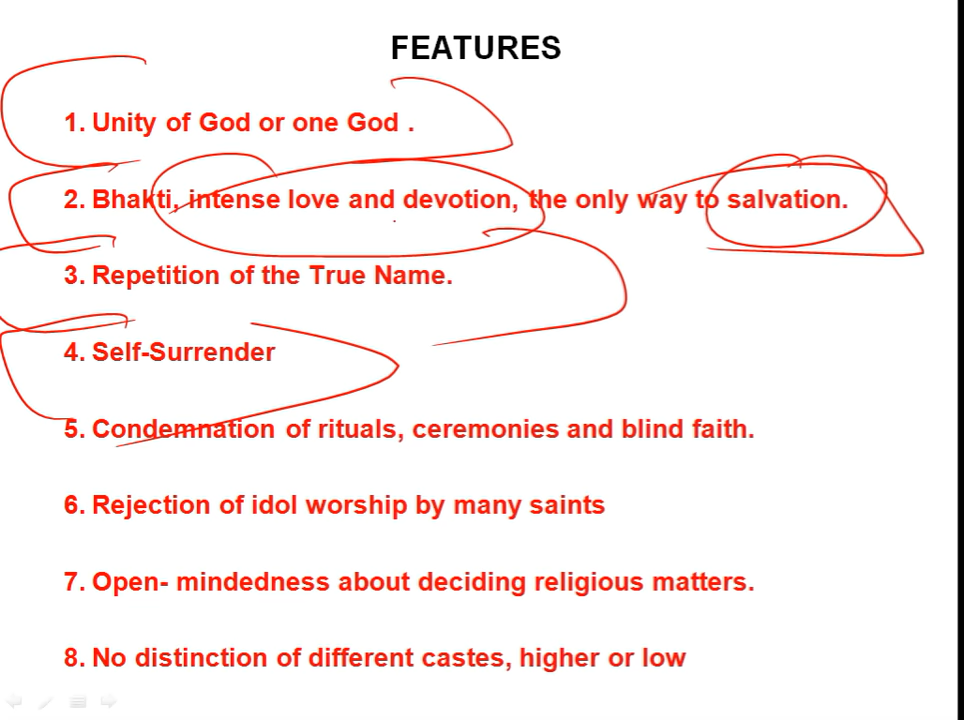 FEATURES
1. Unity of God or one God .
2. Bhakti, intense love and devotion, the only way to salvation.
3. Repetition of the True Name.
4. Self-Surrender
5. Condemnation of rituals, ceremonies and blind faith.
6. Rejection of idol worship by many saints
7. Open- mindedness about deciding religious matters.
8. No distinction of different castes, higher or low